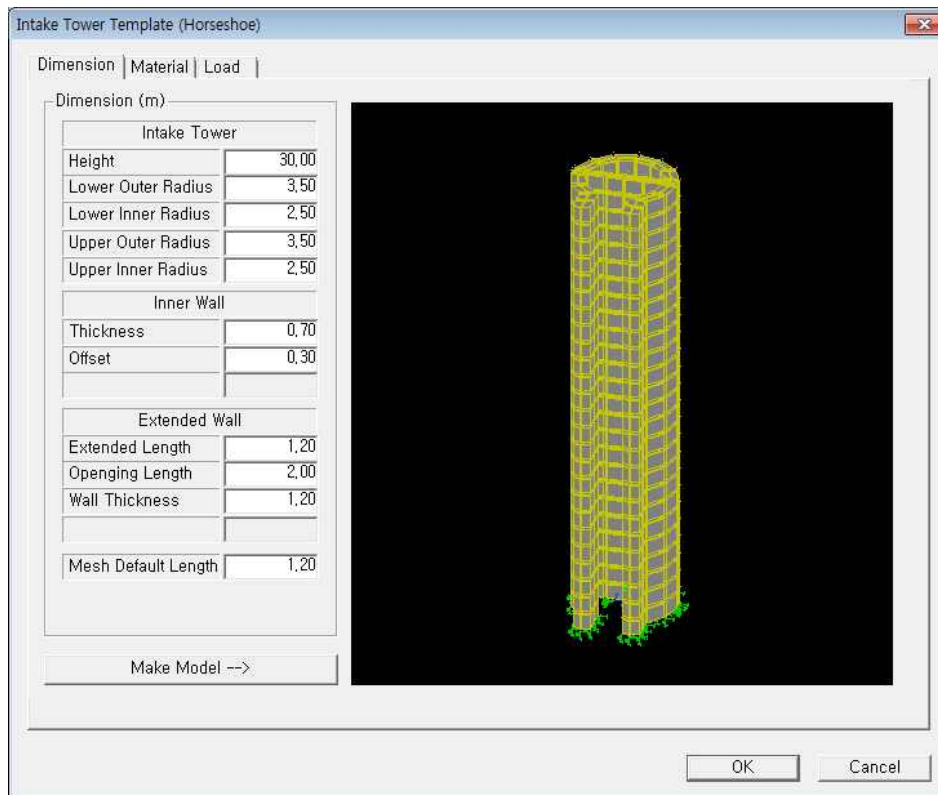 Intake Tower Template (Horseshoe)
Dimension Material Load
Dimension (m)
Intake Tower
Height 30,00
Lower Outer Radius 3,50
Lower Inner Radius 2,50
Upper Outer Radius 3,50
Upper Inner Radius 2,50
Inner Wall
Thickness 0,70
Offset 0,30
Extended Wall
Extended Length 1,20
Openging Length 2,00
Wall Thickness 1,20
Mesh Default Length 1,20
Make Model -->
OK Cancel